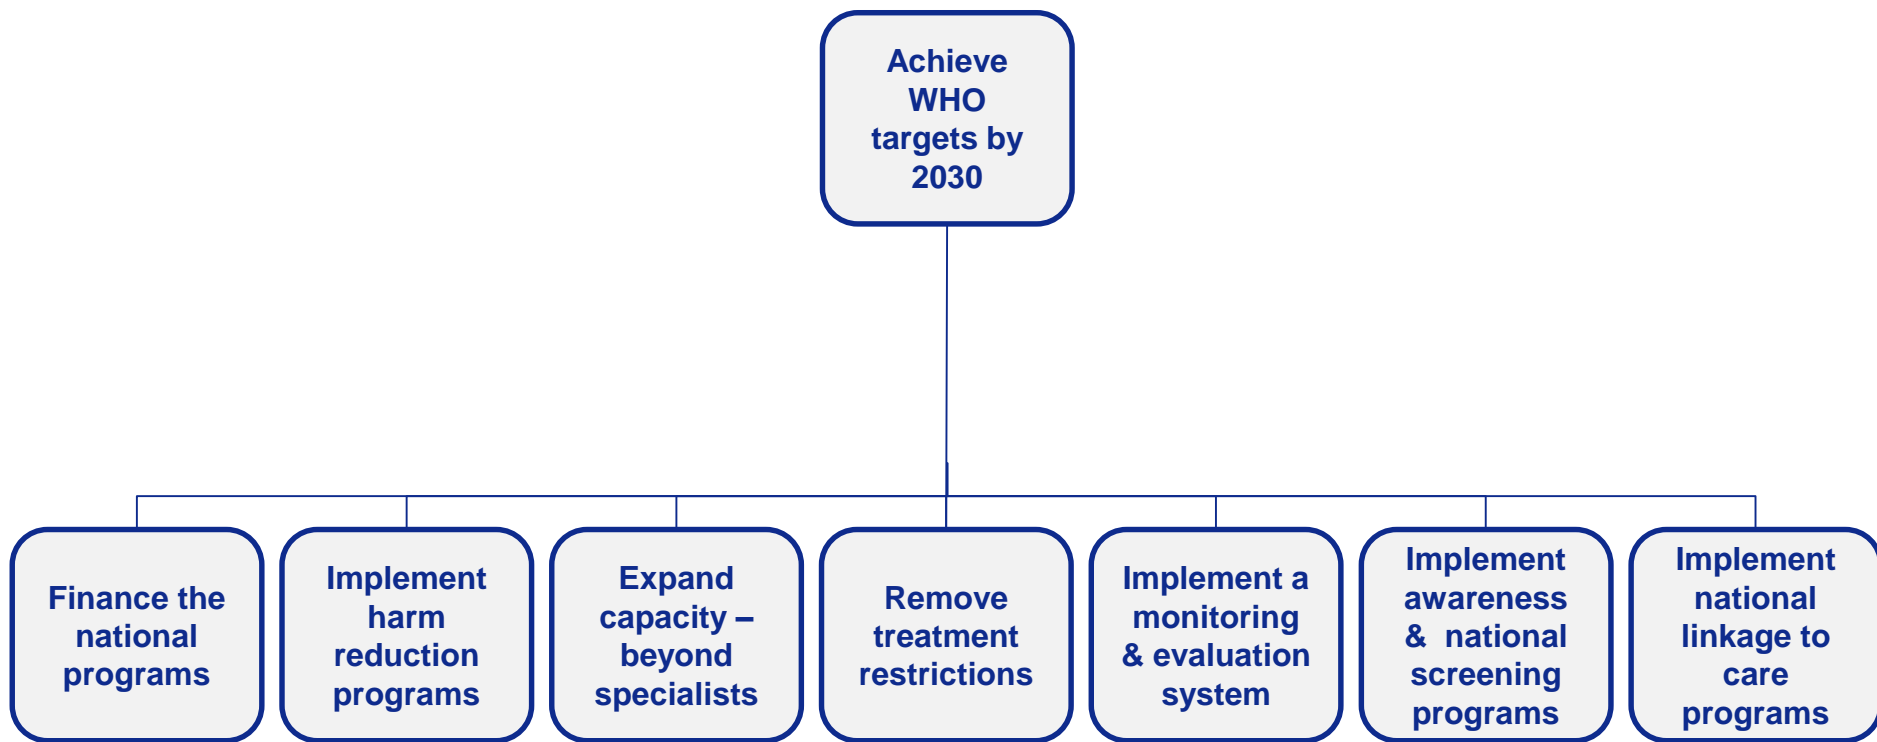 Achieve
WHO
targets by
2030
Finance the
national
programs
Implement
harm
reduction
programs
Expand
capacity –
beyond
specialists
Remove
treatment
restrictions
Implement a
monitoring
& evaluation
system
Implement
awareness
&  national
screening
programs
Implement
national
linkage to
care
programs